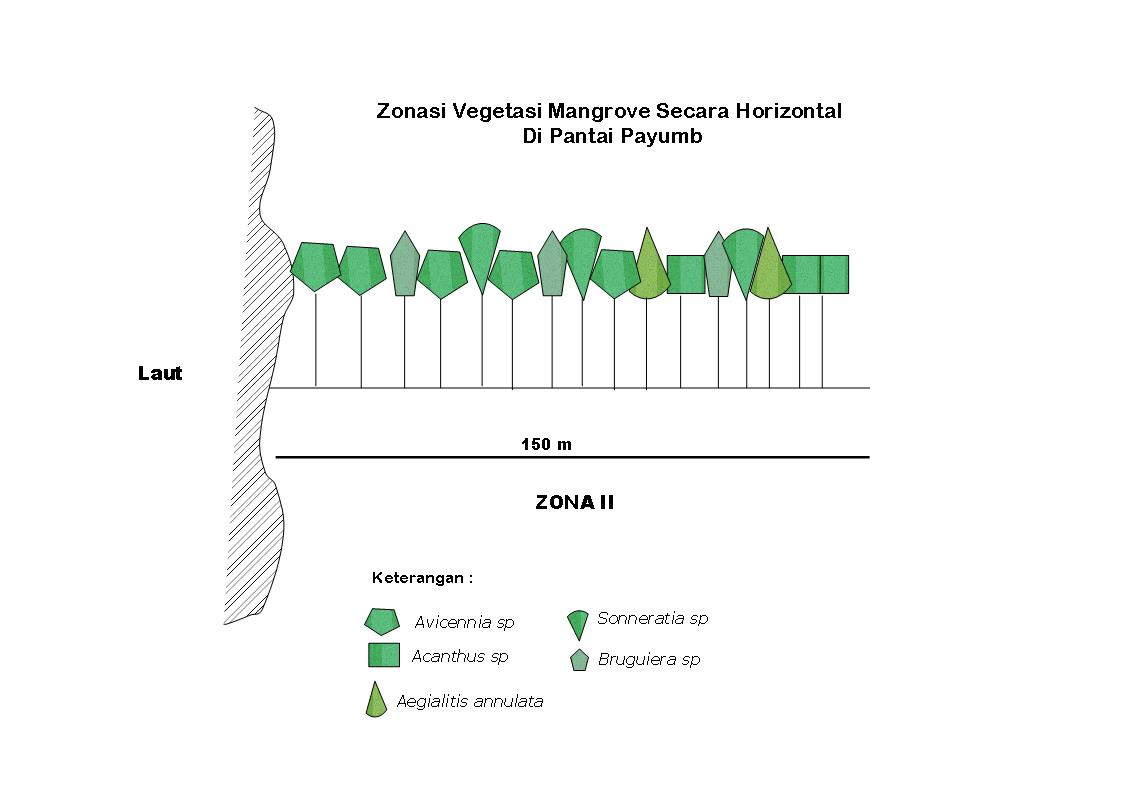 Zonasi Vegetasi Mangrove Secara Horizontal
Di Pantai Payumb
Laut
150 m
ZONA II
Keterangan :
Avicennia sp
Sonneratia sp
Acanthus sp
Bruguiera sp
Aegialitis annulata